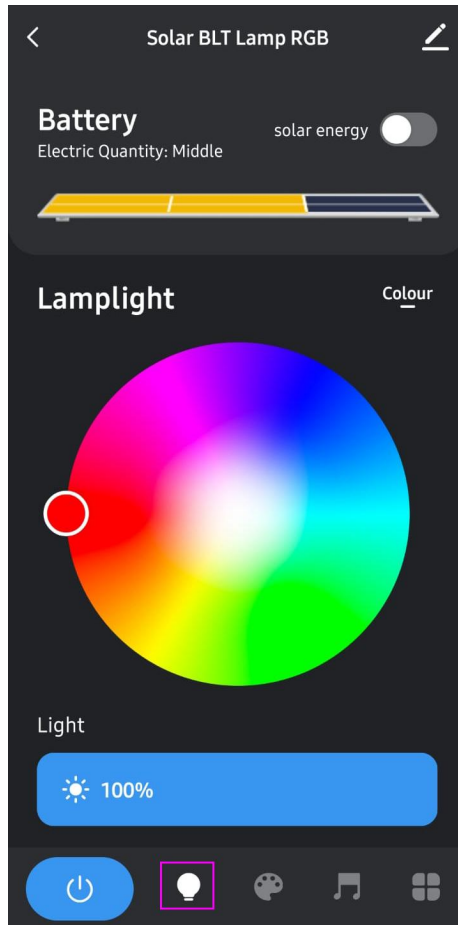 Solar BLT Lamp RGB
Battery
solar energy
Electric Quantity: Middle
Lamplight
Colour
Light
100%